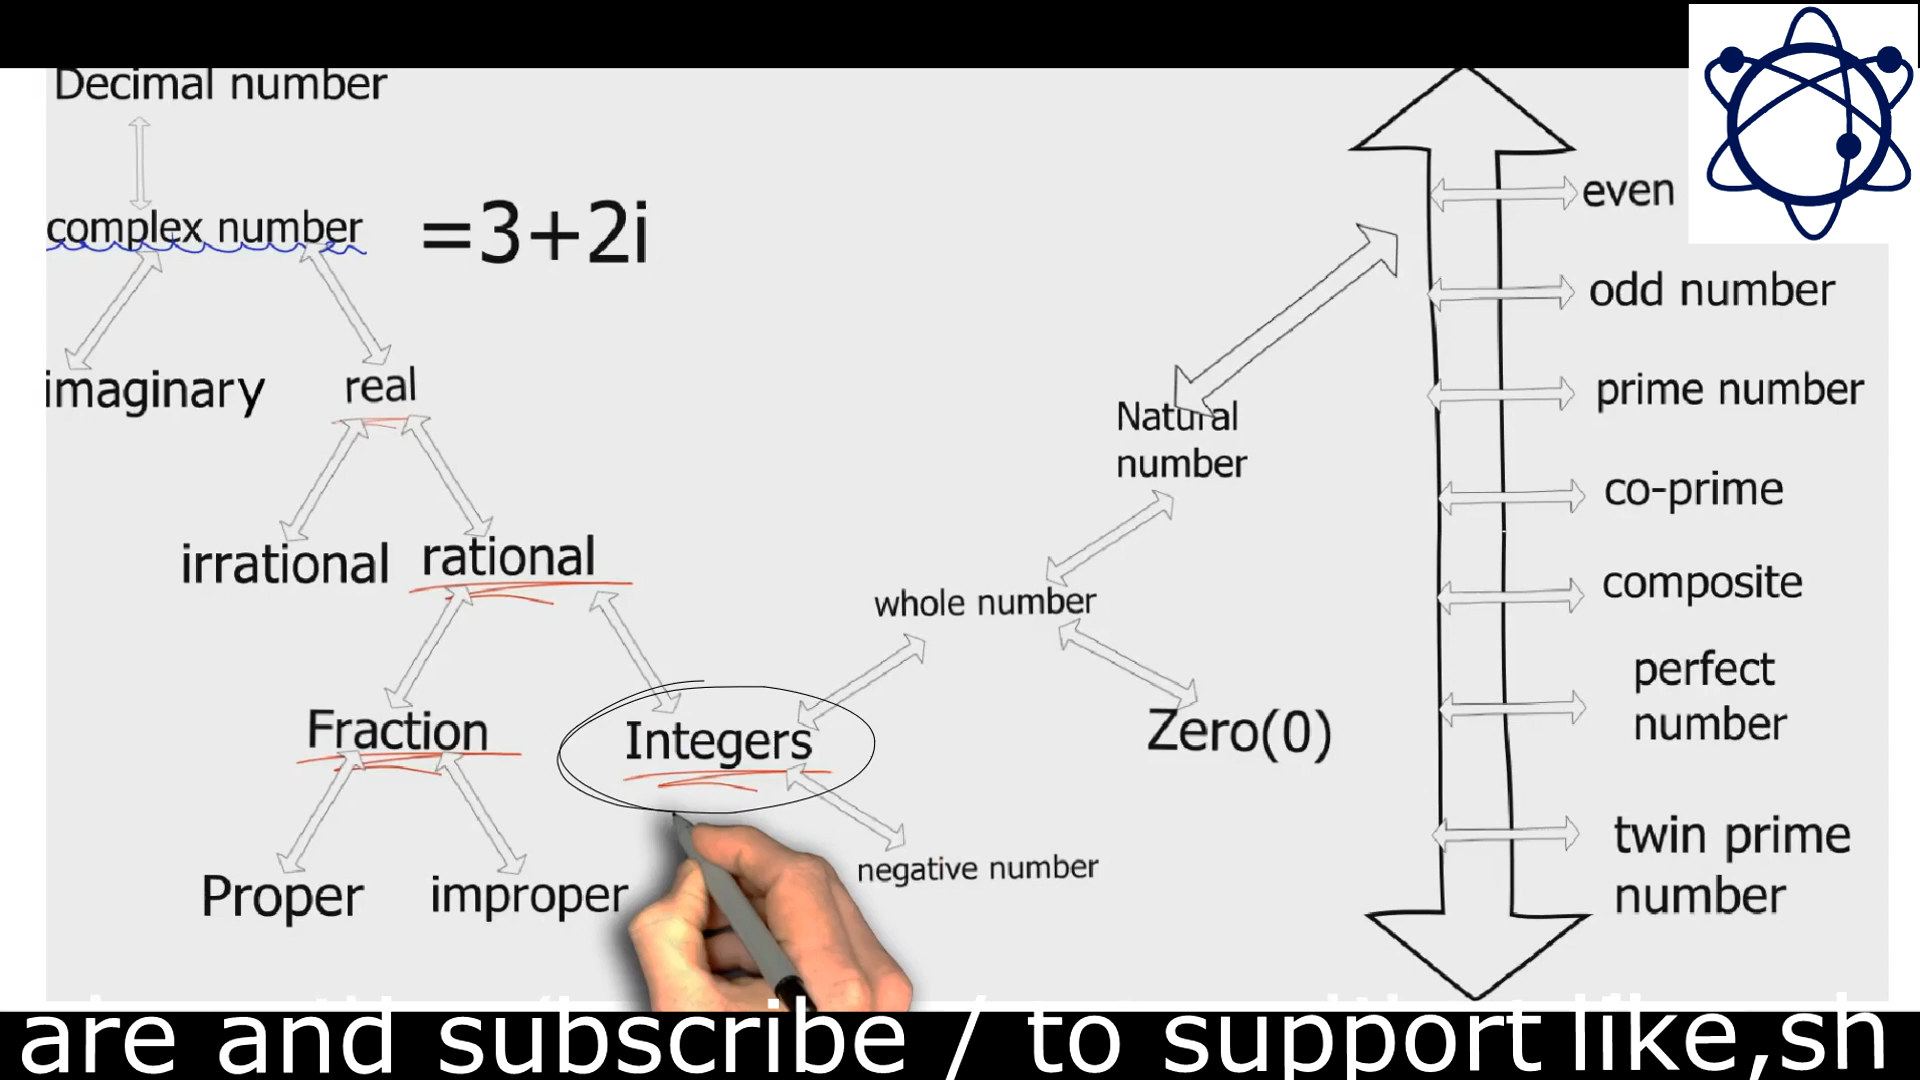 Decimal number
complex number
=3+2i
imaginary
real
irrational
rational
Fraction
Integers
Proper
improper
negative number
whole number
Zero(0)
Natural
number
even
odd number
prime number
co-prime
composite
perfect
number
twin prime
number
are and subscribe / to support like,sh